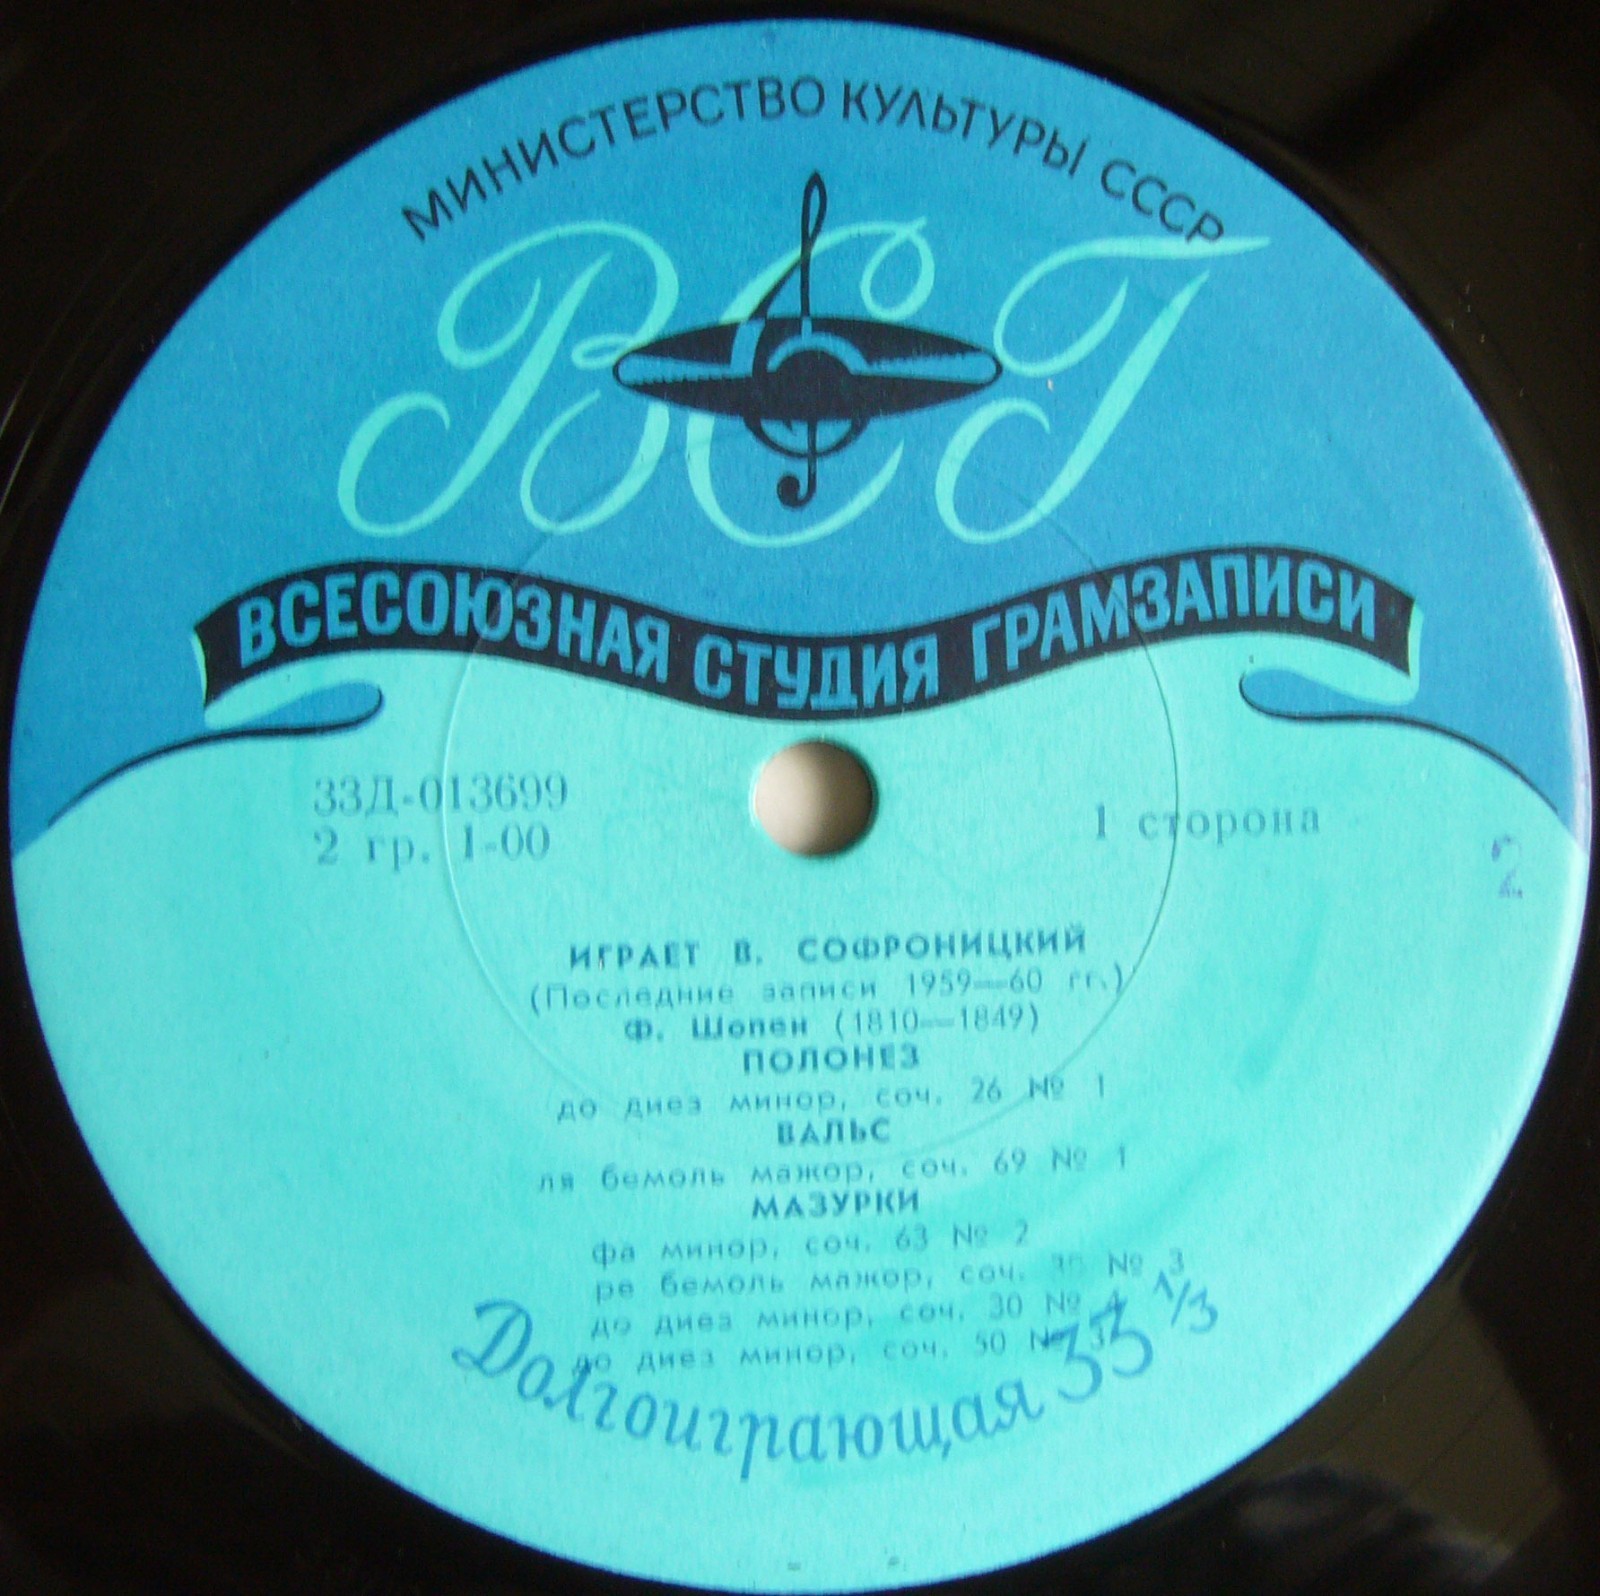 МИНИСТЕРСТВО КУЛЬТУРЫ СССР
ВСГ
ВСЕСОЮЗНАЯ СТУДИЯ ГРАМЗАПИСИ
33Д-013699
2 гр. 1-00
1 сторона
2
ИГРАЕТ В. СОФРОНИЦКИЙ
(Последние записи 1959—60 гг.)
Ф. Шопен (1810—1849)
ПОЛОНЕЗ
до диез минор, соч. 26 № 1
ВАЛЬС
ля бемоль мажор, соч. 69 № 1
МАЗУРКИ
фа минор, соч. 63 № 2
ре бемоль мажор, соч. 30 № 3
до диез минор, соч. 30 № 4
до диез минор, соч. 50 № 3
Долгоиграющая 33 1/3